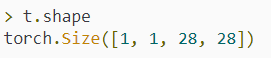 > t.shape
torch.Size([1, 1, 28, 28])